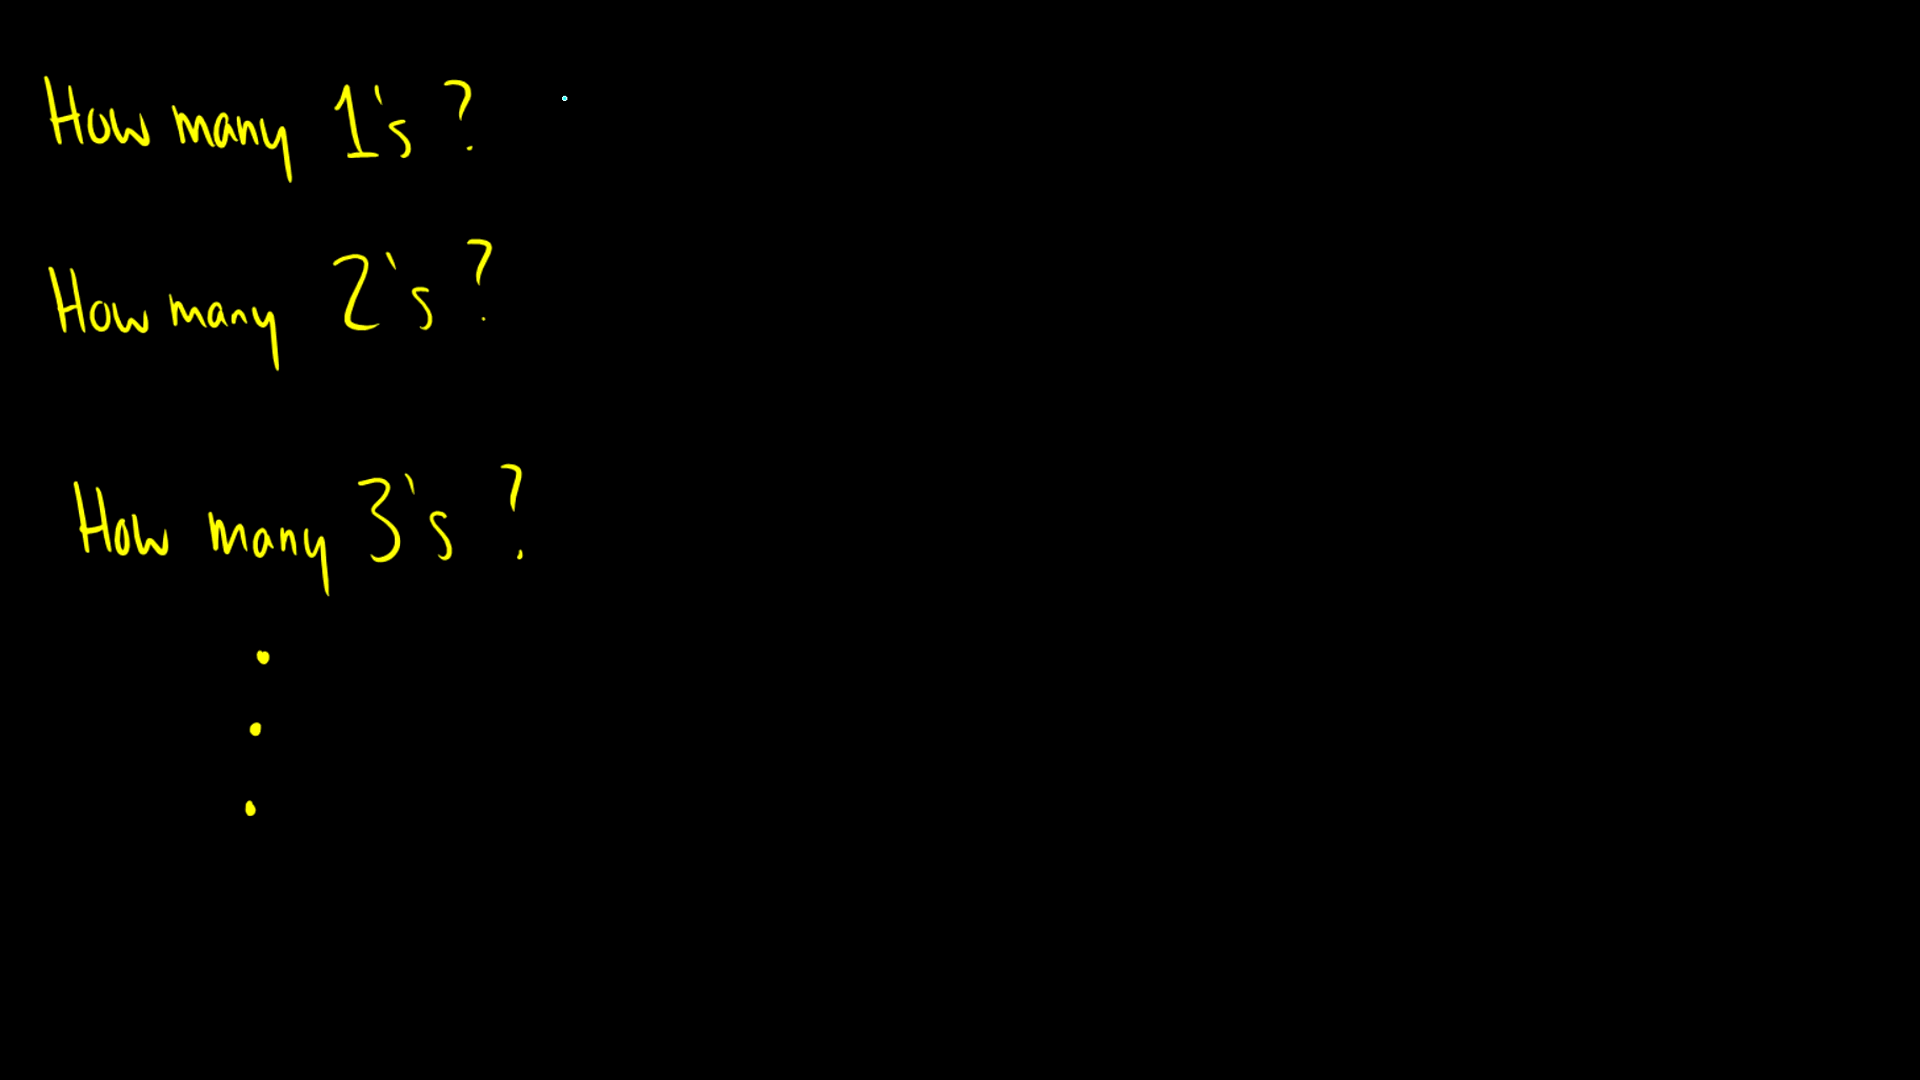 How many 1's ?
How many 2's ?
How many 3's ?
.
.
.